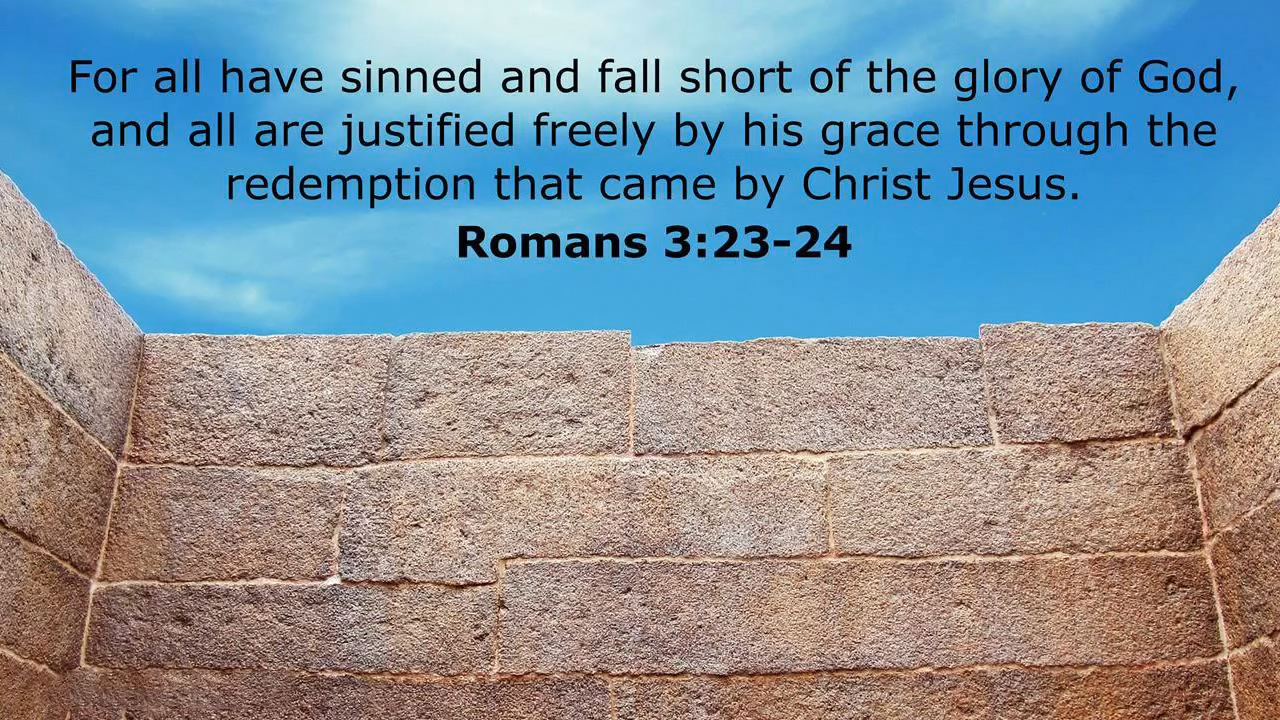 For all have sinned and fall short of the glory of God,
and all are justified freely by his grace through the
redemption that came by Christ Jesus.
Romans 3:23-24